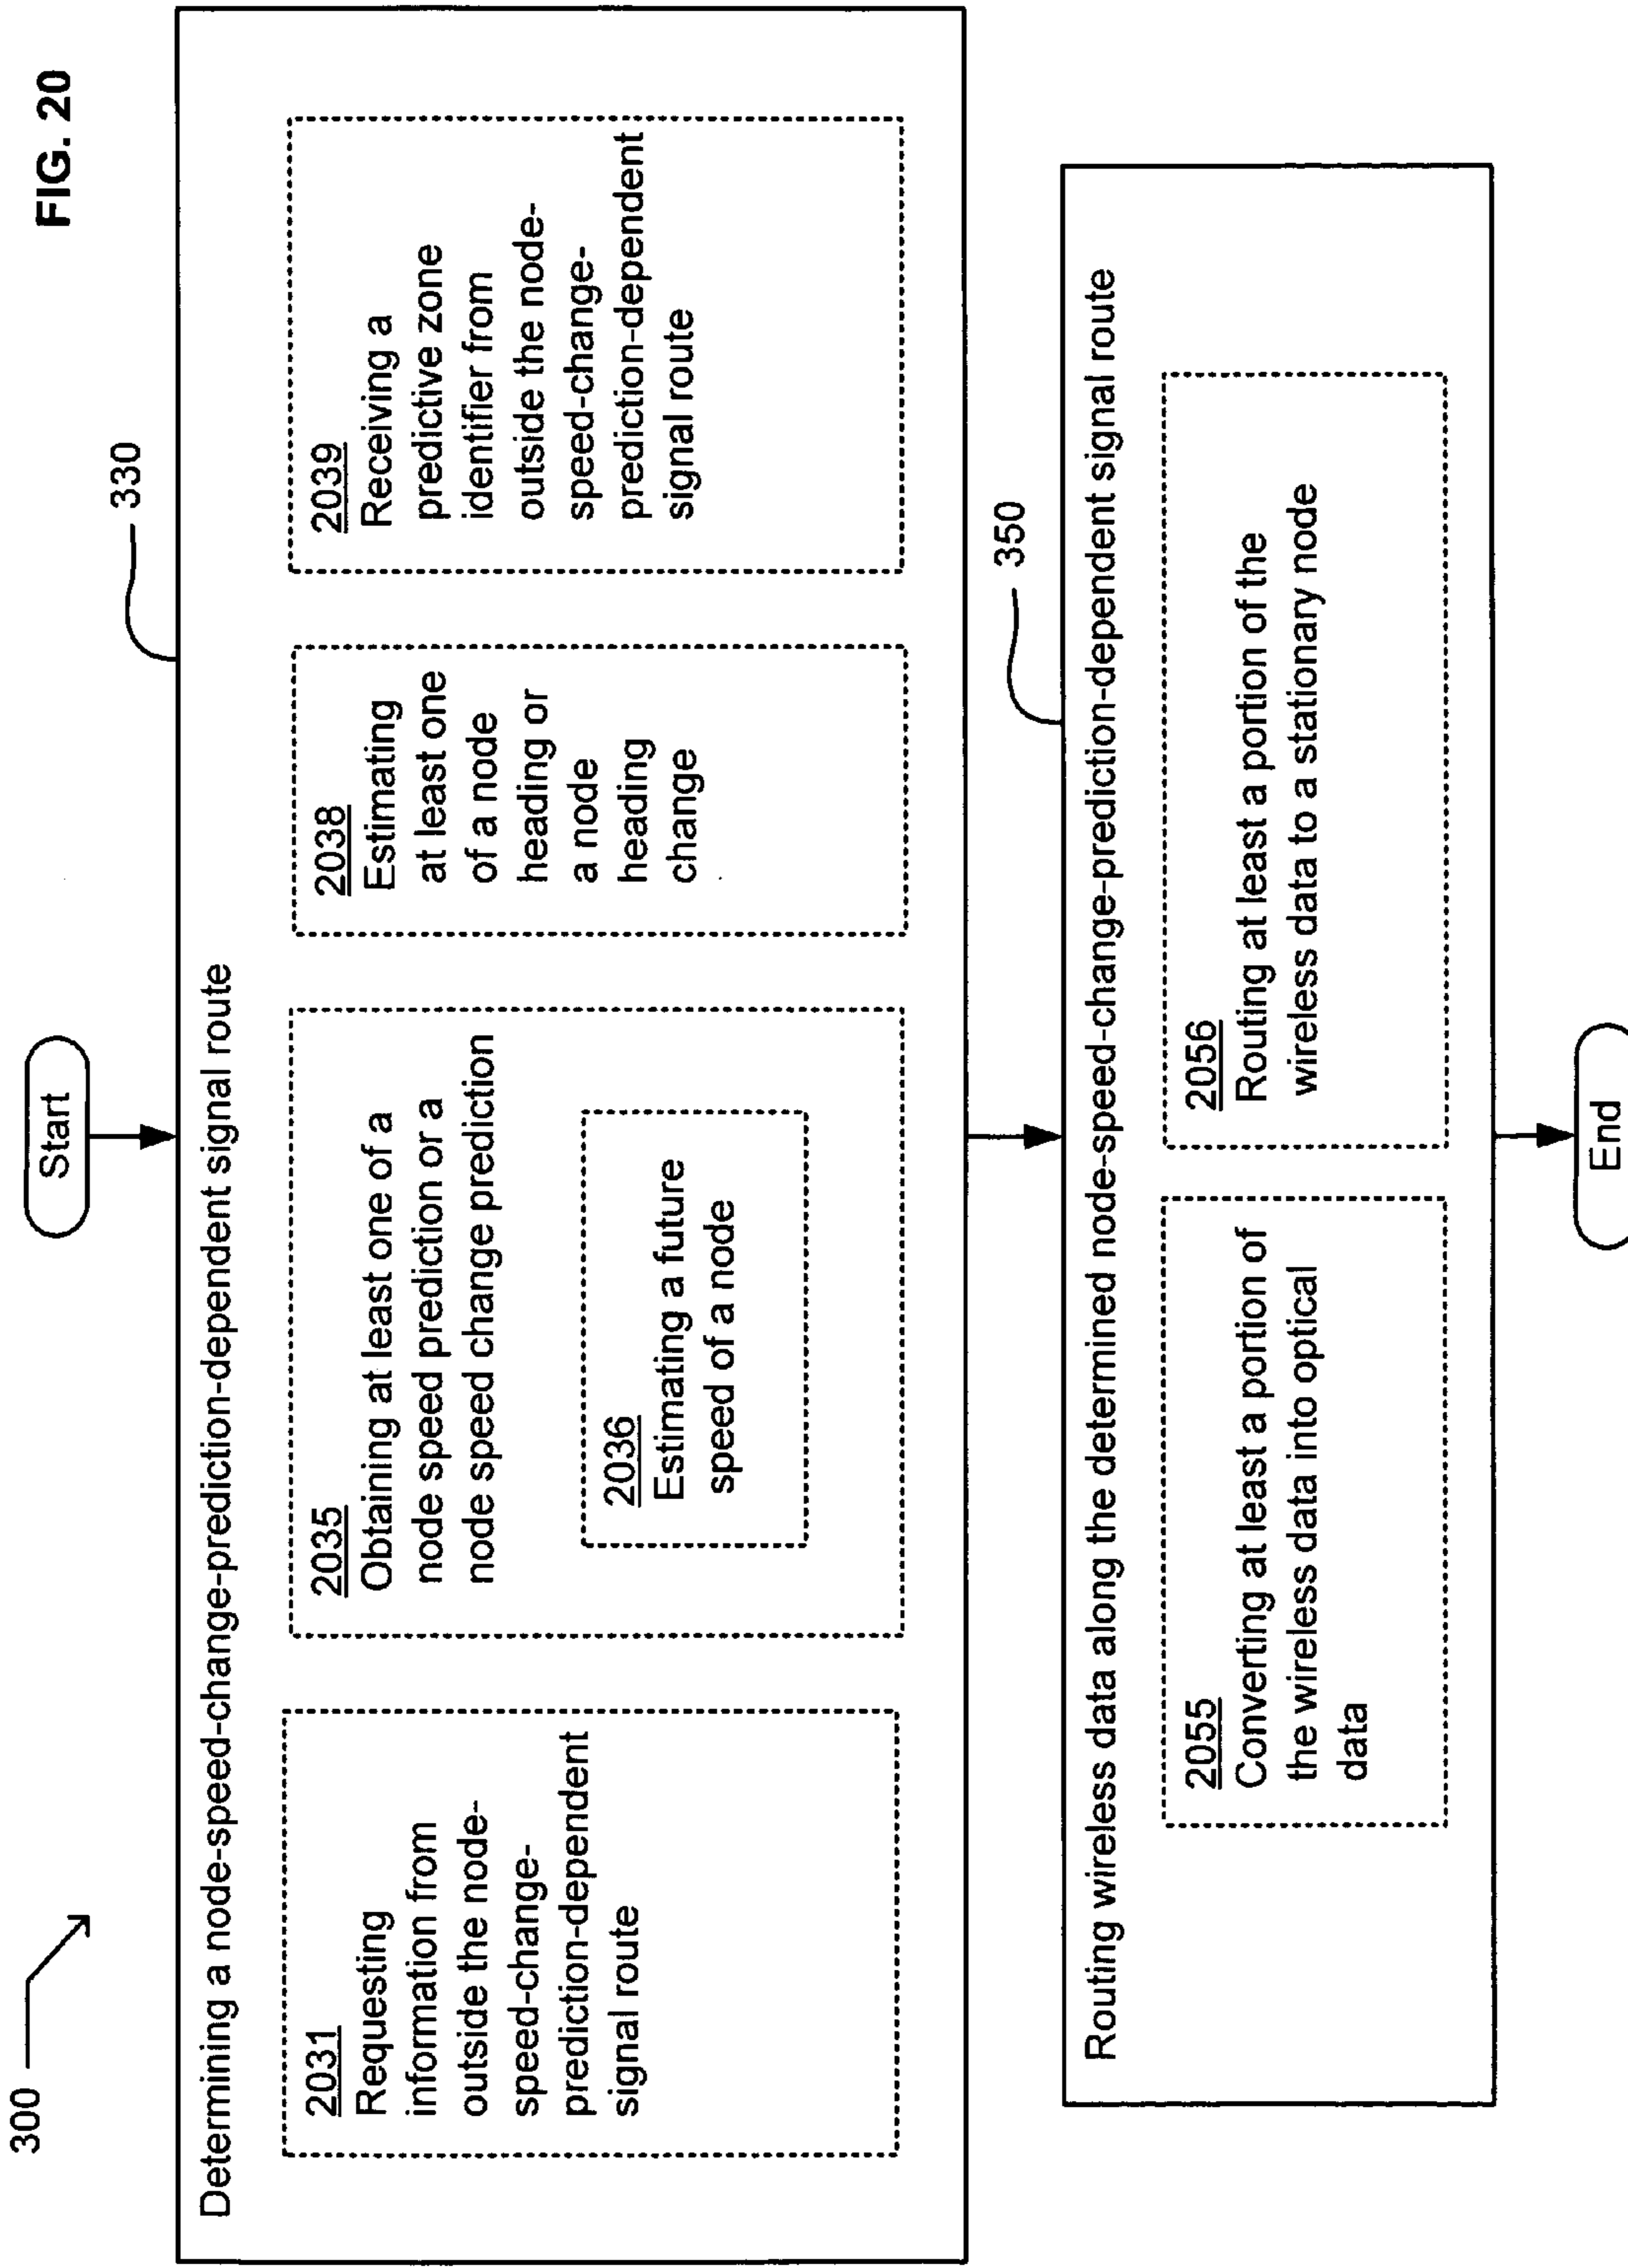 FIG. 20
300
Start
330
Determining a node-speed-change-prediction-dependent signal route
2031
Requesting
information from
outside the node-
speed-change-
prediction-dependent
signal route
2035
Obtaining at least one of a
node speed prediction or a
node speed change prediction
2036
Estimating a future
speed of a node
2038
Estimating
at least one
of a node
heading or
a node
heading
change
2039
Receiving a
predictive zone
identifier from
outside the node-
speed-change-
prediction-dependent
signal route
350
Routing wireless data along the determined node-speed-change-prediction-dependent signal route
2055
Converting at least a portion of
the wireless data into optical
data
2056
Routing at least a portion of the
wireless data to a stationary node
End